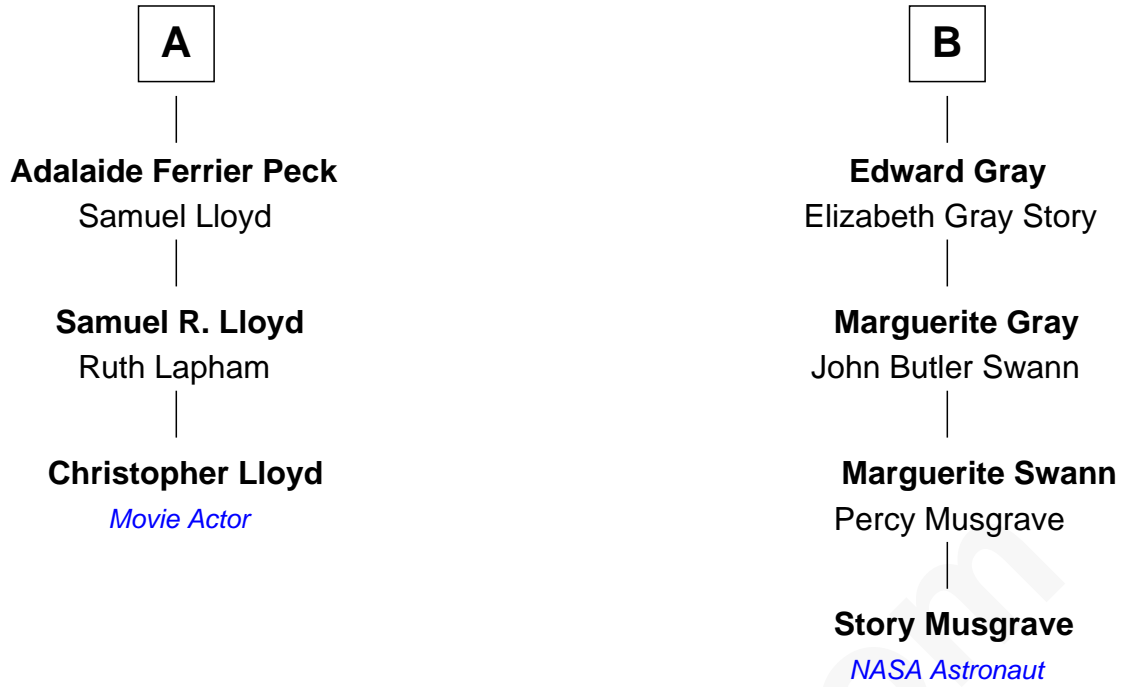 A
Adalaide Ferrier Peck
Samuel Lloyd
Samuel R. Lloyd
Ruth Lapham
Christopher Lloyd
Movie Actor
B
Edward Gray
Elizabeth Gray Story
Marguerite Gray
John Butler Swann
Marguerite Swann
Percy Musgrave
Story Musgrave
NASA Astronaut